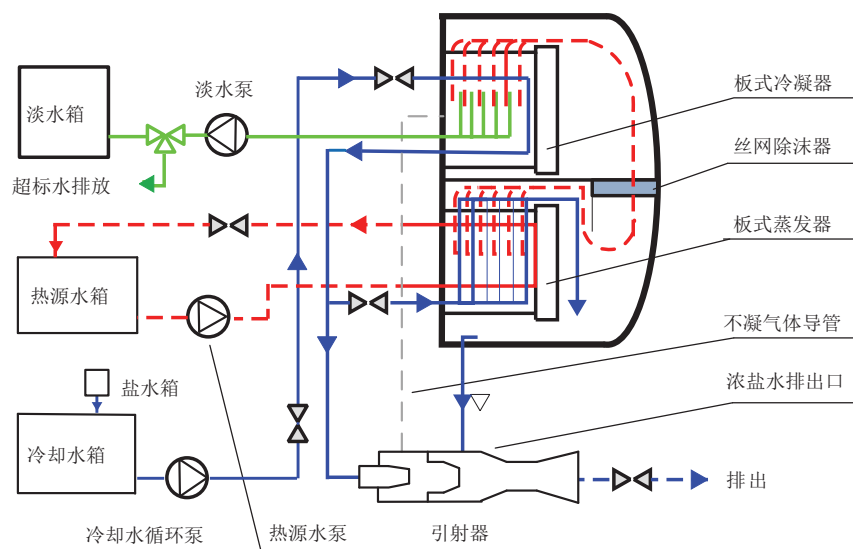 淡水箱
淡水泵
超标水排放
板式冷凝器
丝网除沫器
板式蒸发器
热源水箱
不凝气体导管
盐水箱
浓盐水排出口
冷却水箱
排出
冷却水循环泵
热源水泵
引射器